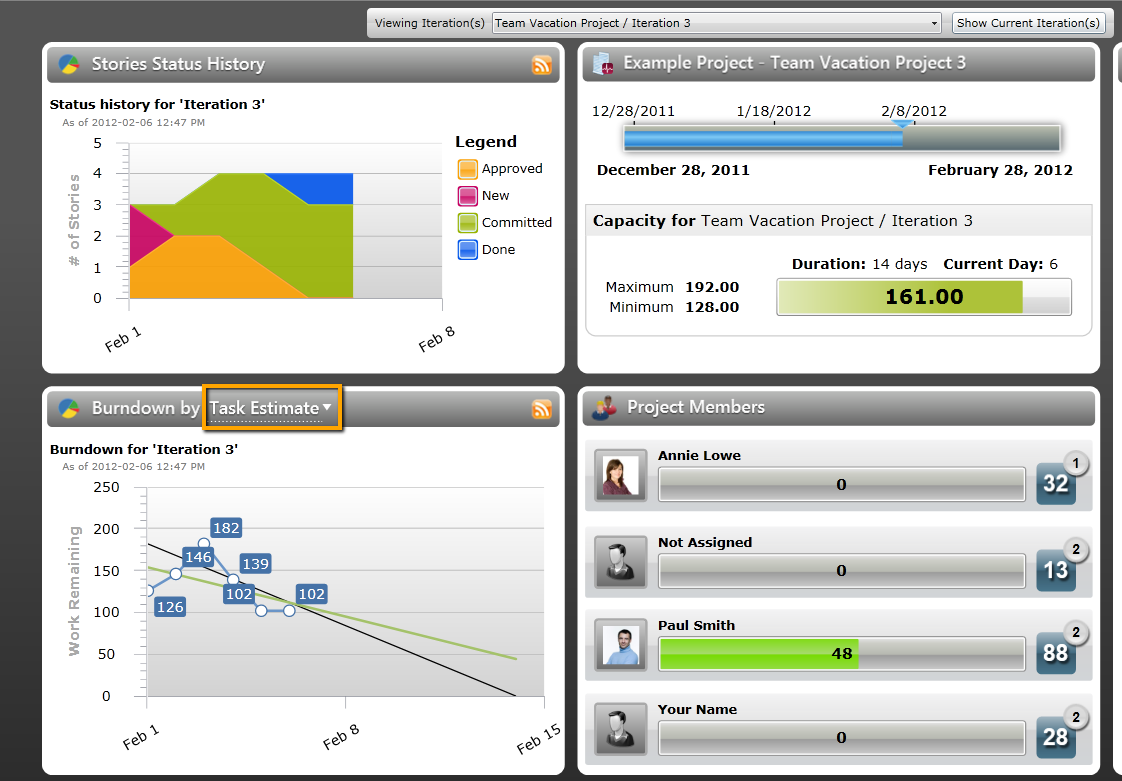 Viewing Iteration(s) Team Vacation Project / Iteration 3 Show Current Iteration(s)
Stories Status History
Status history for 'Iteration 3'
As of 2012-02-06 12:47 PM
# of Stories
5
4
3
2
1
0
Feb 1
Feb 8
Legend
Approved
New
Committed
Done
Example Project - Team Vacation Project 3
12/28/2011 1/18/2012 2/8/2012
December 28, 2011 February 28, 2012
Capacity for Team Vacation Project / Iteration 3
Duration: 14 days Current Day: 6
Maximum 192.00
Minimum 128.00
161.00
Burndown by Task Estimate
Burndown for 'Iteration 3'
As of 2012-02-06 12:47 PM
Work Remaining
250
200
150
100
50
0
126
146
182
139
102
102
Feb 1
Feb 8
Feb 15
Project Members
Annie Lowe
0
32
1
Not Assigned
0
13
2
Paul Smith
48
88
2
Your Name
0
28
2